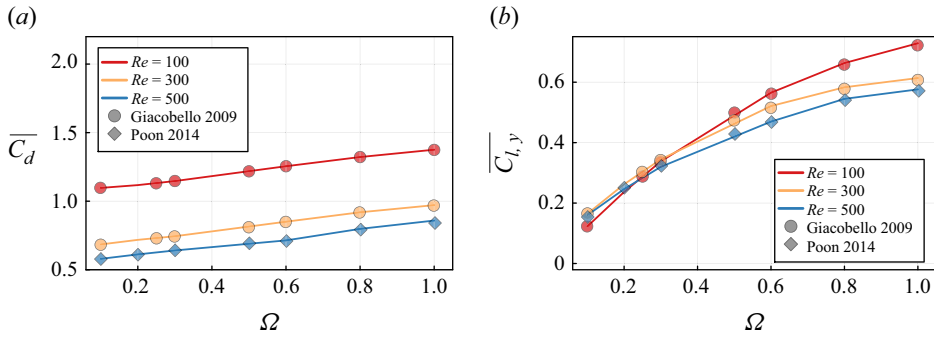 (a)
2.0
1.5
1.0
0.5
C_d
Re = 100
Re = 300
Re = 500
Giacobello 2009
Poon 2014
0.2 0.4 0.6 0.8 1.0
Ω
(b)
0.6
0.4
0.2
0
C_{l, y}
Re = 100
Re = 300
Re = 500
Giacobello 2009
Poon 2014
0.2 0.4 0.6 0.8 1.0
Ω